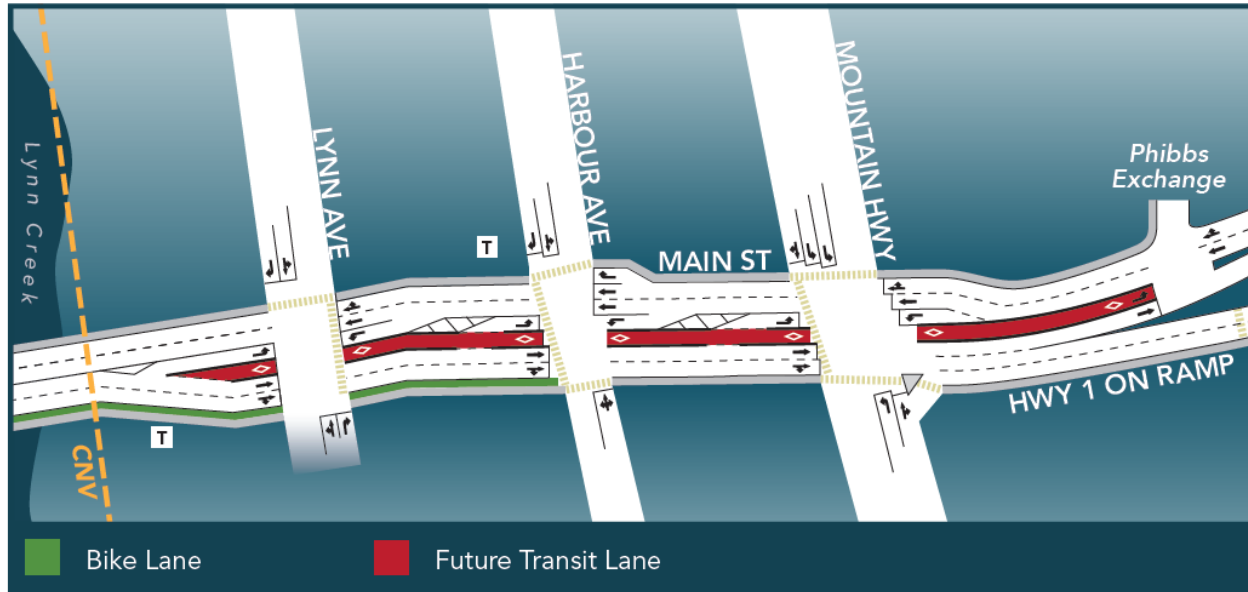 Lynn Creek
CNV
LYNN AVE
T
T
HARBOUR AVE
MAIN ST
MOUNTAIN HWY
Phibbs
Exchange
HWY 1 ON RAMP
Bike Lane
Future Transit Lane